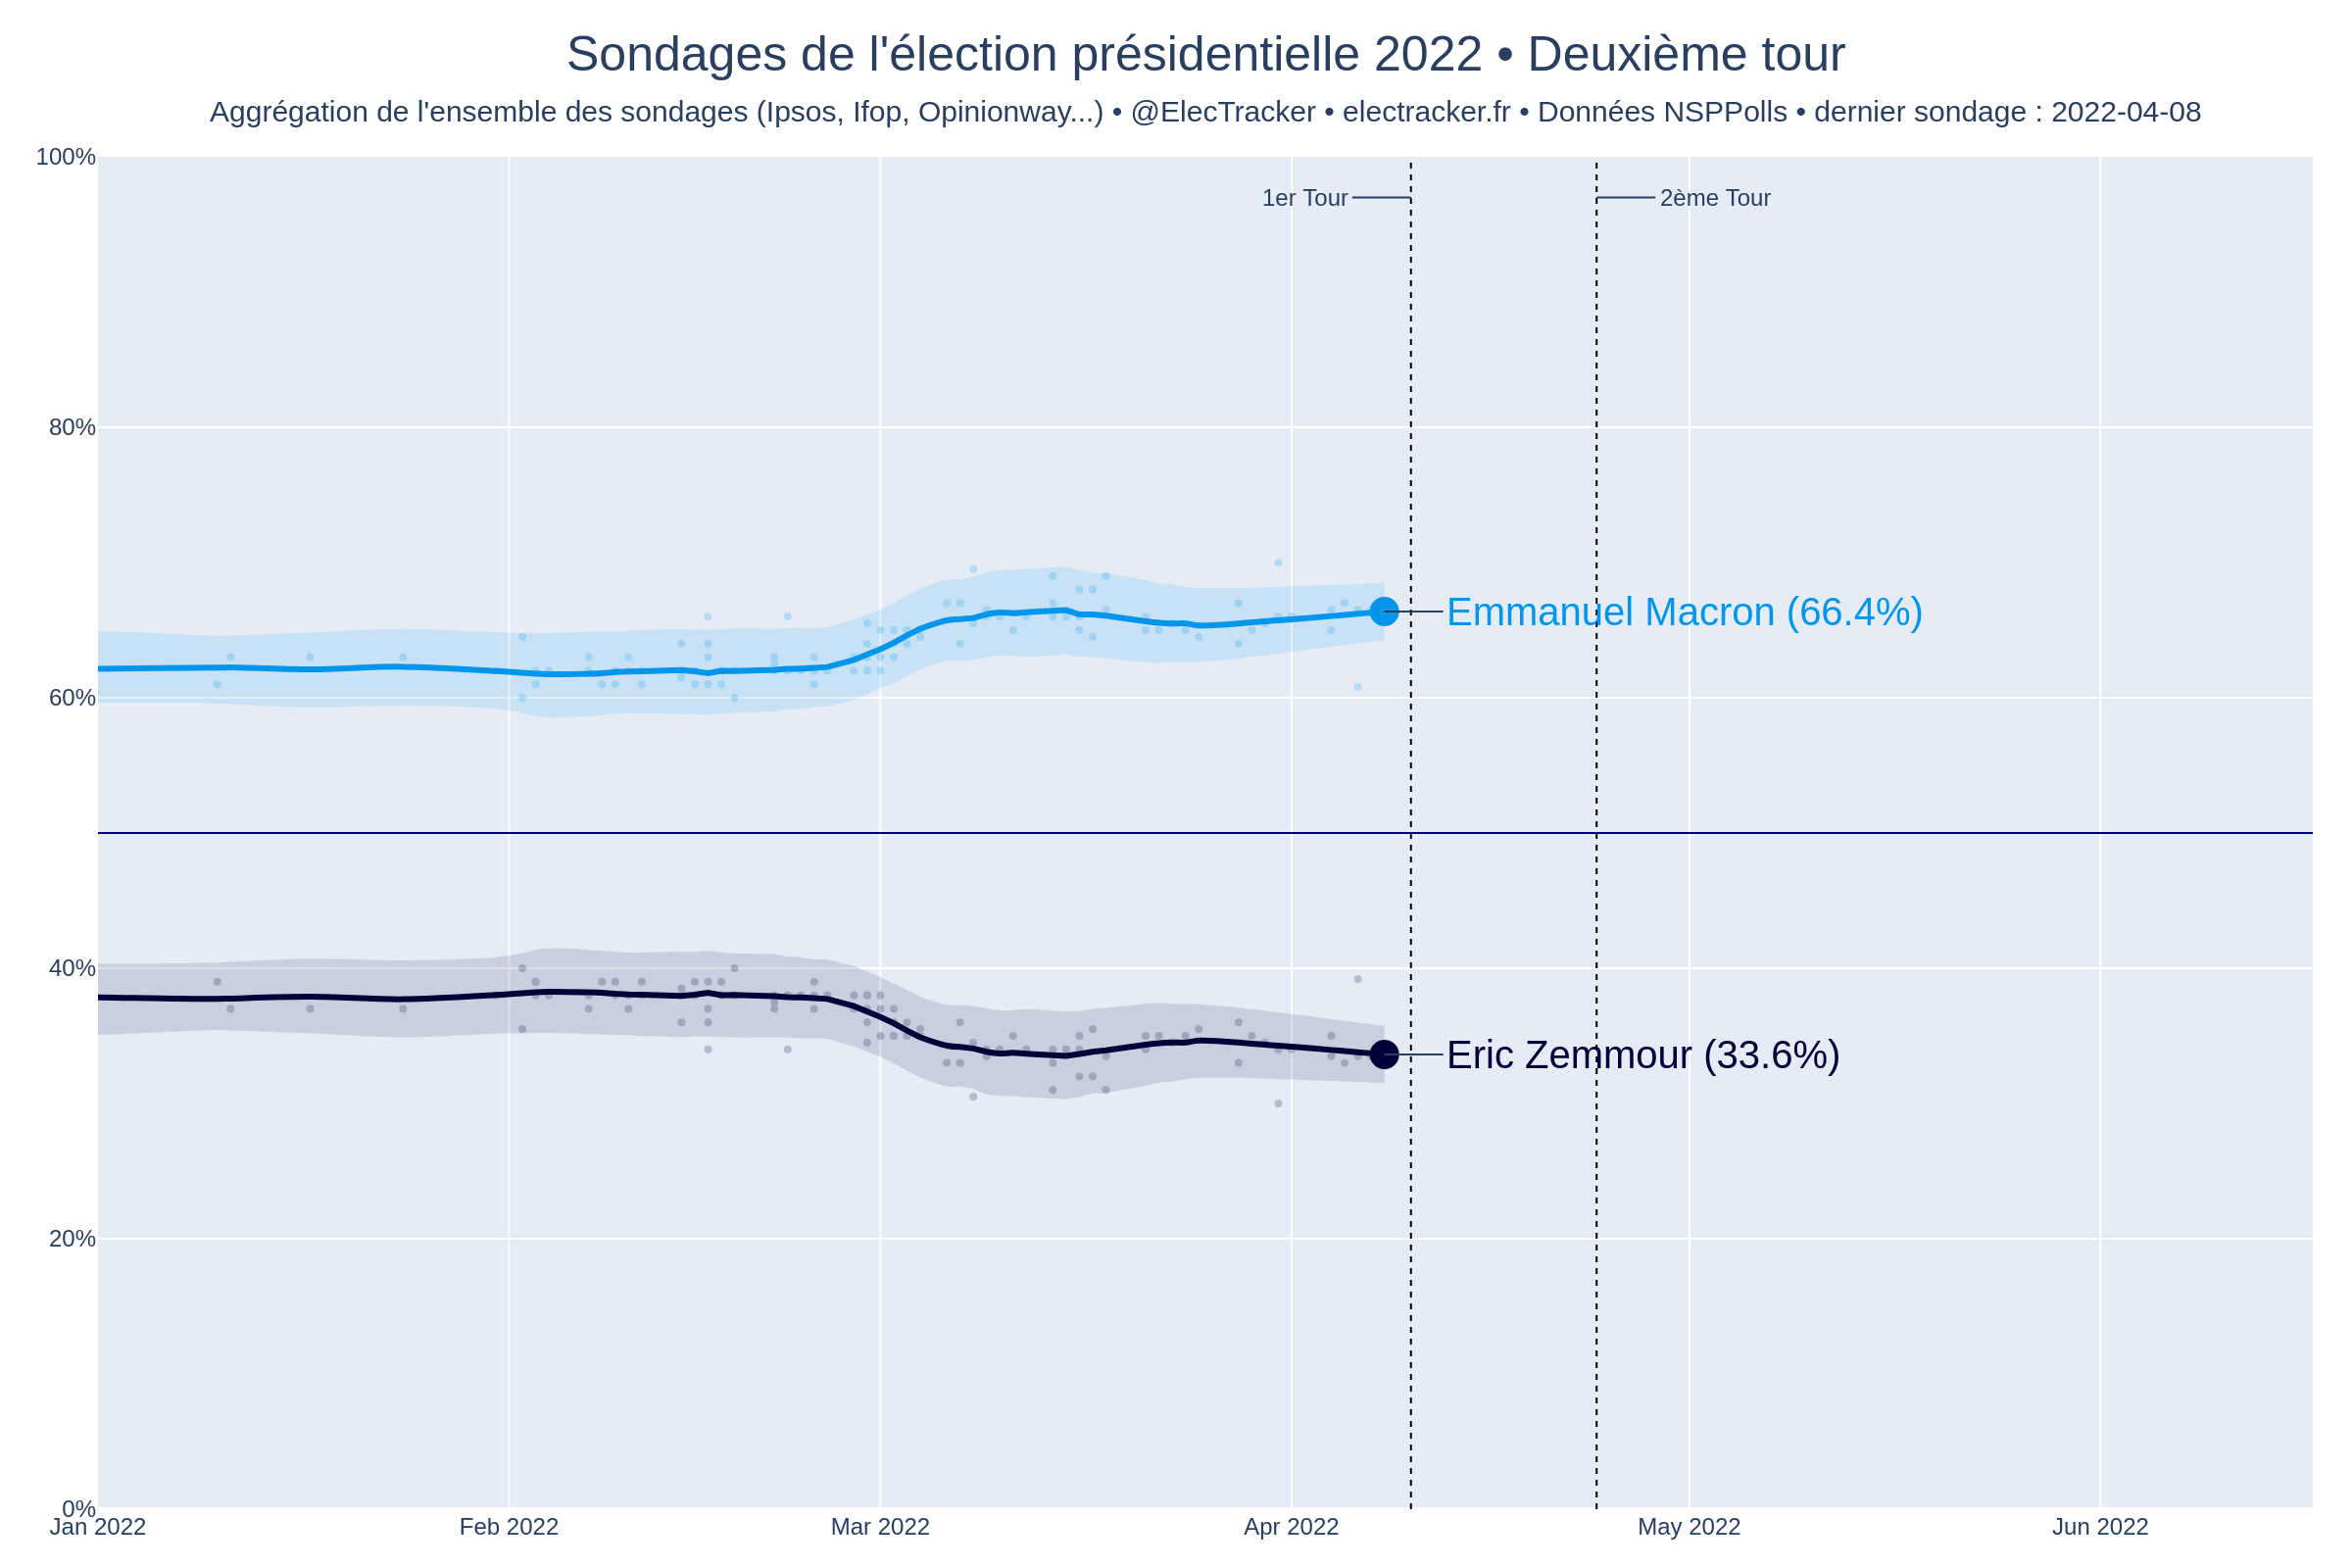 Sondages de l'élection présidentielle 2022 • Deuxième tour
Aggrégation de l'ensemble des sondages (Ipsos, Ifop, Opinionway...) • @ElecTracker • electracker.fr • Données NSPPolls • dernier sondage : 2022-04-08
100%
1er Tour
2ème Tour
80%
Emmanuel Macron (66.4%)
60%
40%
Eric Zemmour (33.6%)
20%
0%
Jan 2022
Feb 2022
Mar 2022
Apr 2022
May 2022
Jun 2022